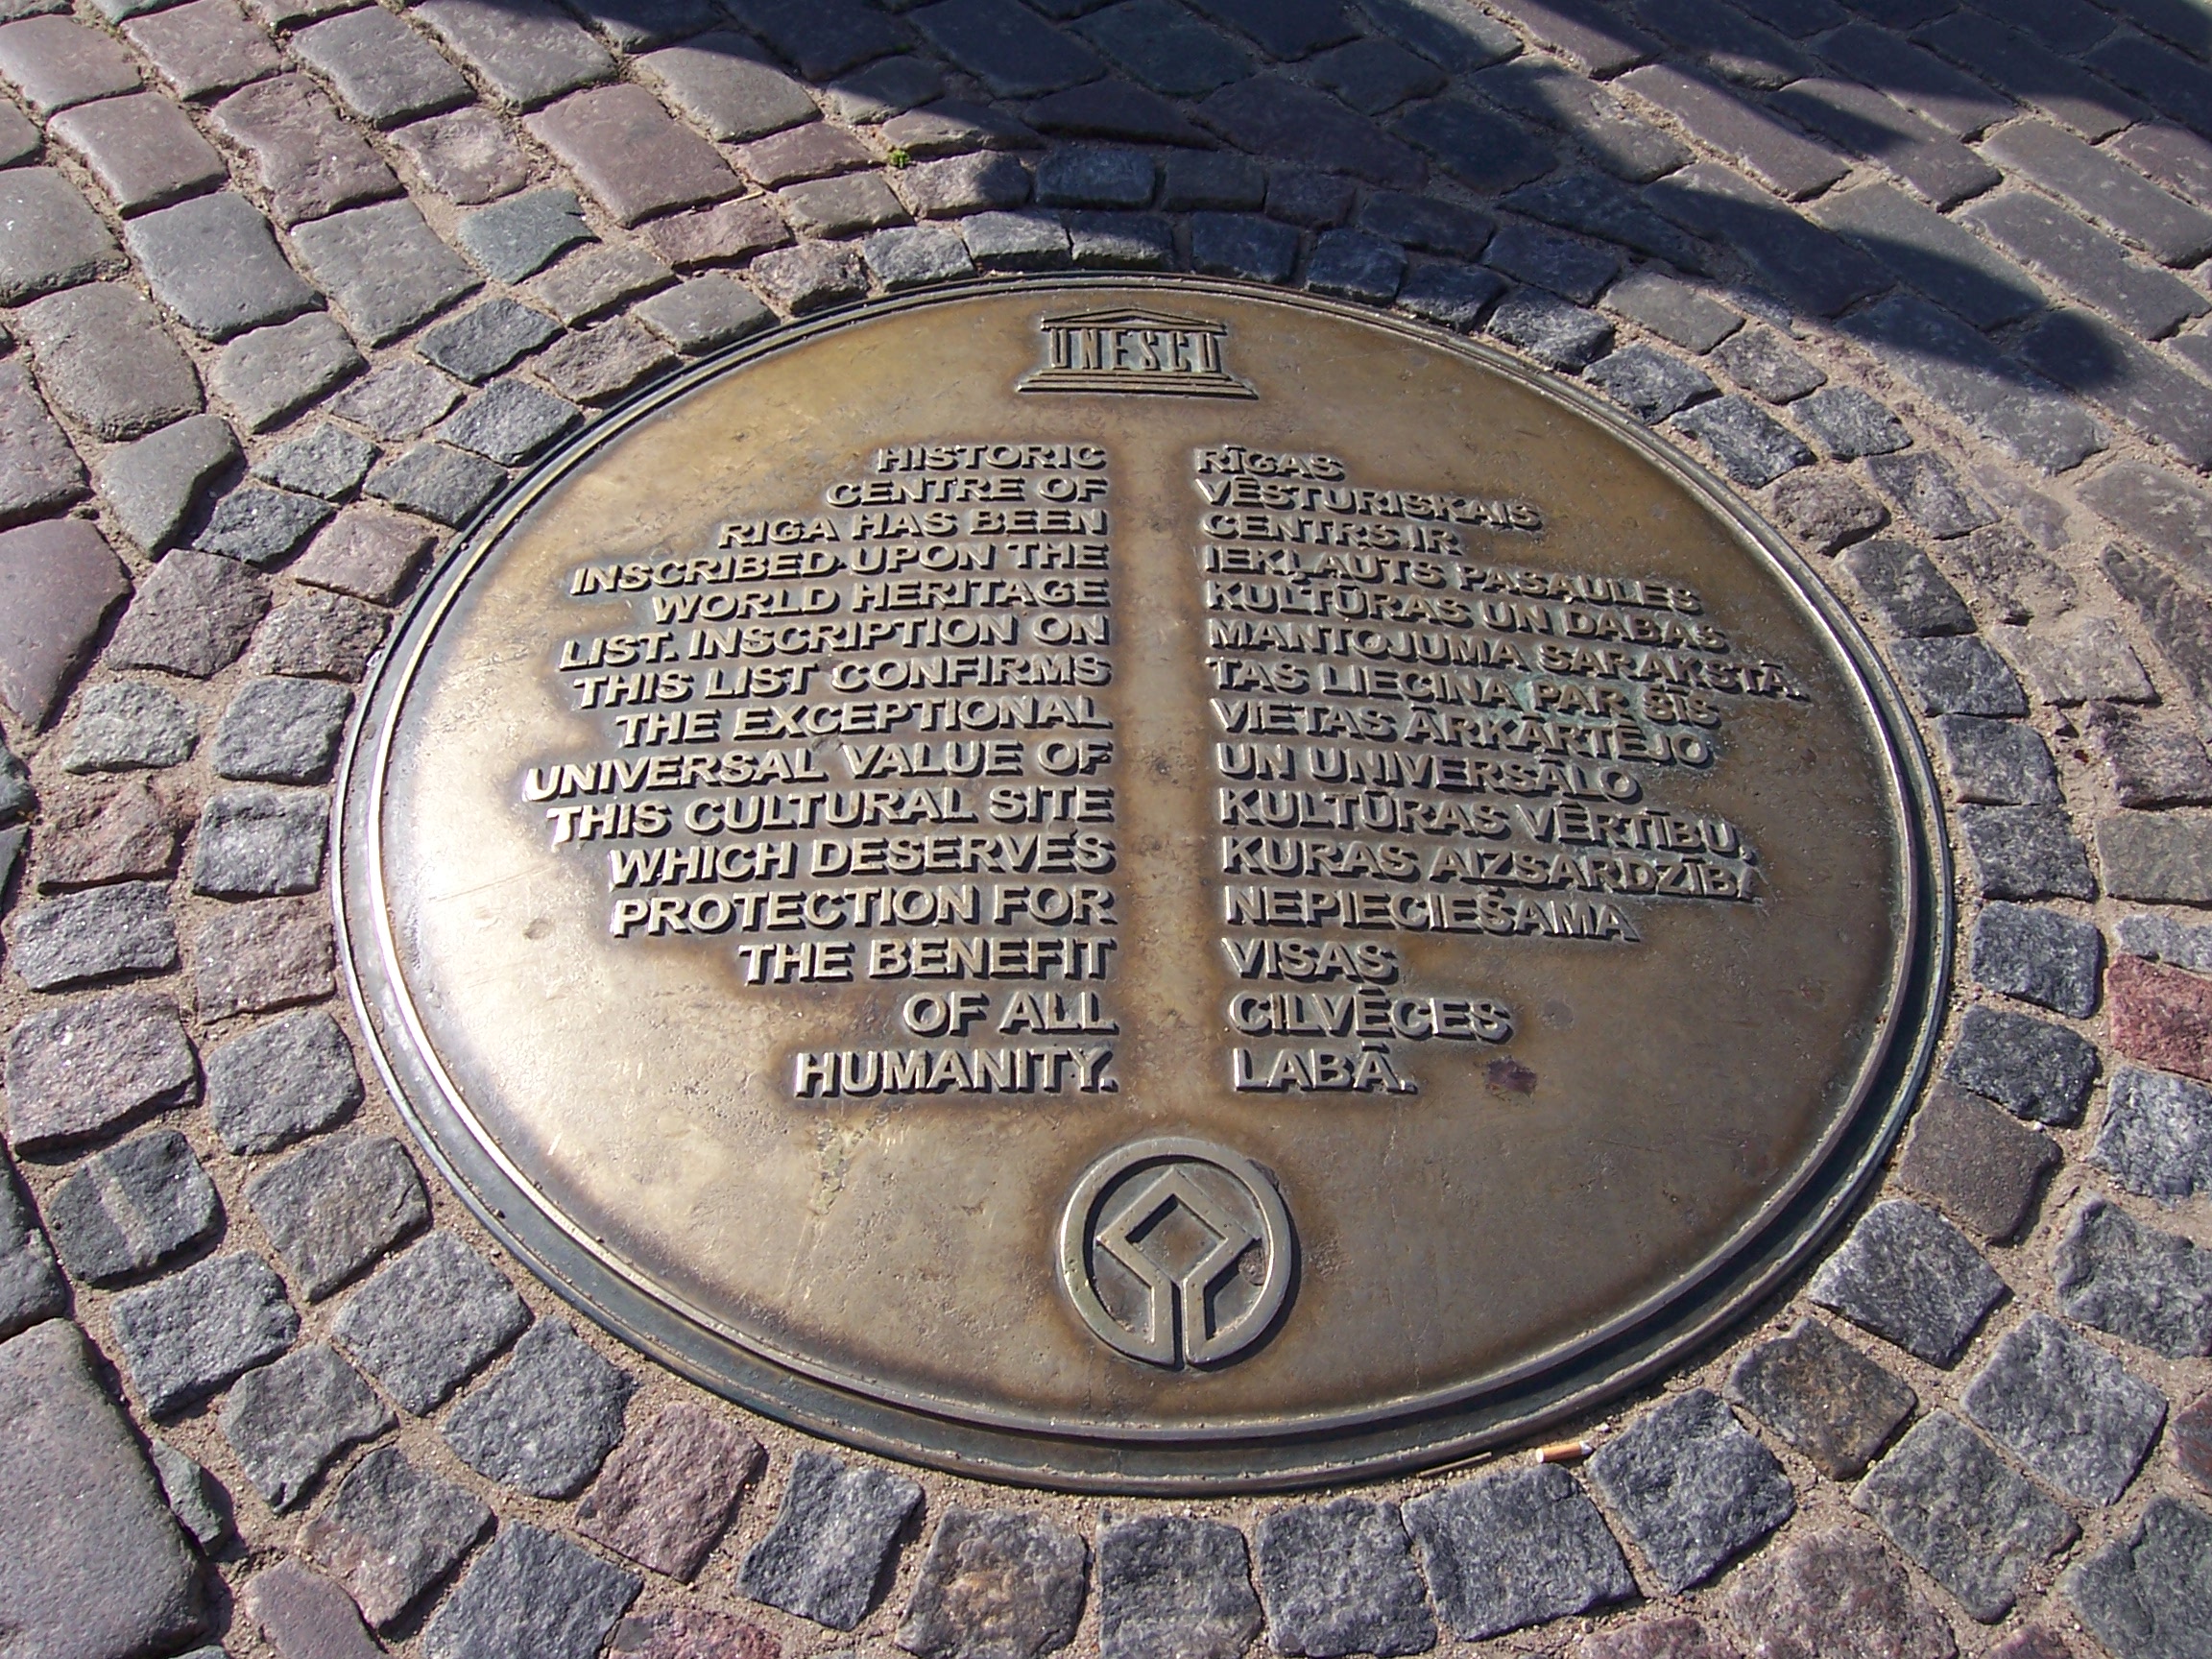 UNESCO
HISTORIC
CENTRE OF
RIGA HAS BEEN
INSCRIBED UPON THE
WORLD HERITAGE
LIST. INSCRIPTION ON
THIS LIST CONFIRMS
THE EXCEPTIONAL
UNIVERSAL VALUE OF
THIS CULTURAL SITE
WHICH DESERVES
PROTECTION FOR
THE BENEFIT
OF ALL
HUMANITY.
RĪGAS
VĒSTURISKAIS
CENTRS IR
IEKĻAUTS PASAULES
KULTŪRAS UN DABAS
MANTOJUMA SARAKSTĀ.
TAS LIECINA PAR ŠĪS
VIETAS ĀRKĀRTĒJO
UN UNIVERSĀLO
KULTŪRAS VĒRTĪBU,
KURAS AIZSARDZĪBA
NEPIECIEŠAMA
VISAS
CILVĒCES
LABĀ.